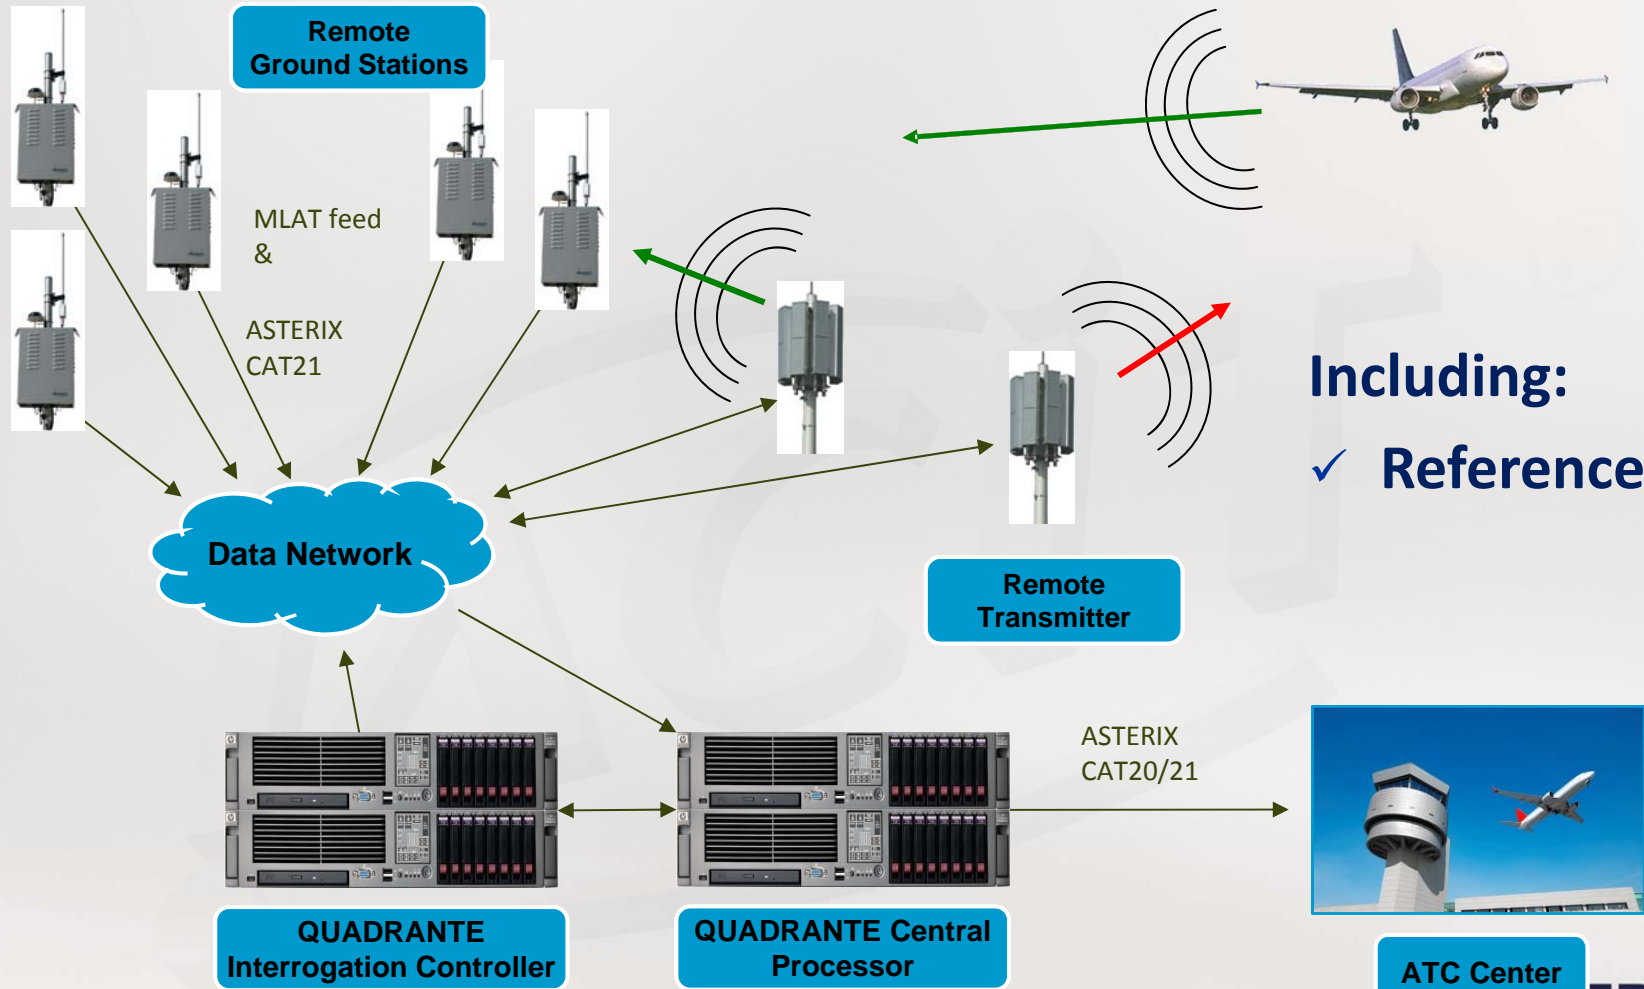 Remote
Ground Stations
MLAT feed
&
ASTERIX
CAT21
Including:
✓ Reference
Data Network
Remote
Transmitter
ASTERIX
CAT20/21
QUADRANTE
Interrogation Controller
QUADRANTE Central
Processor
ATC Center